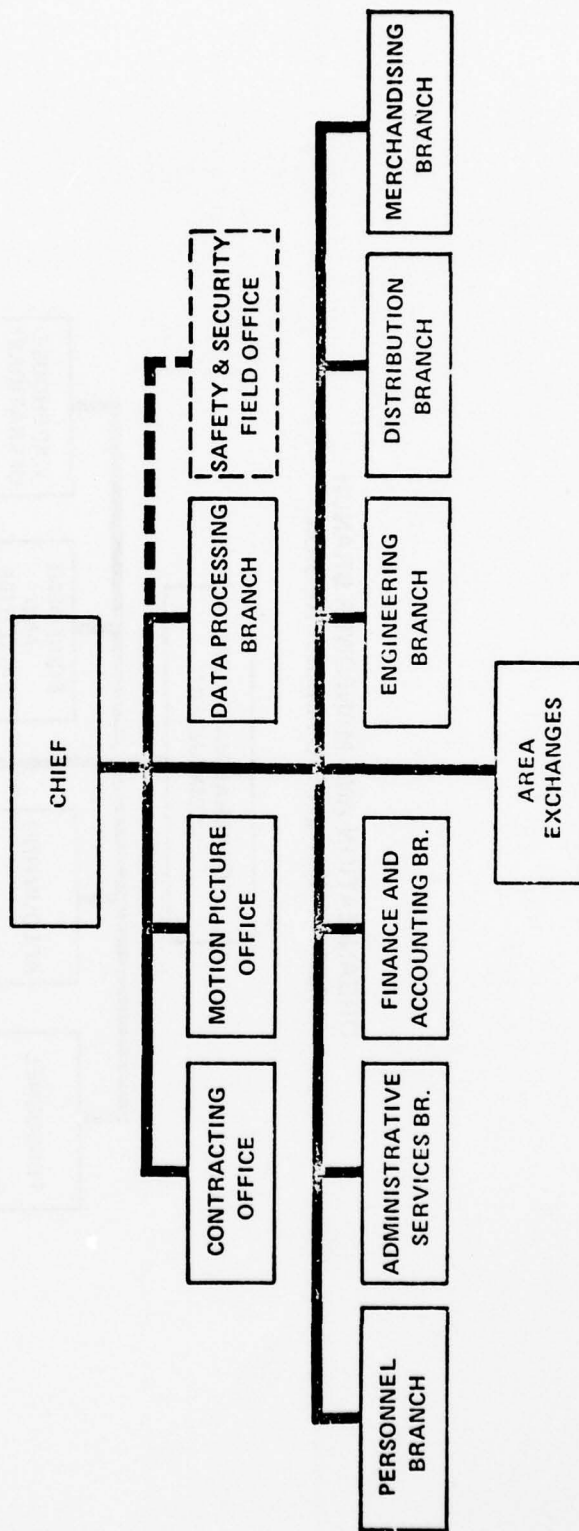 CHIEF
CONTRACTING
OFFICE
MOTION PICTURE
OFFICE
DATA PROCESSING
BRANCH
SAFETY & SECURITY
FIELD OFFICE
PERSONNEL
BRANCH
ADMINISTRATIVE
SERVICES BR.
FINANCE AND
ACCOUNTING BR.
ENGINEERING
BRANCH
DISTRIBUTION
BRANCH
MERCHANDISING
BRANCH
AREA
EXCHANGES